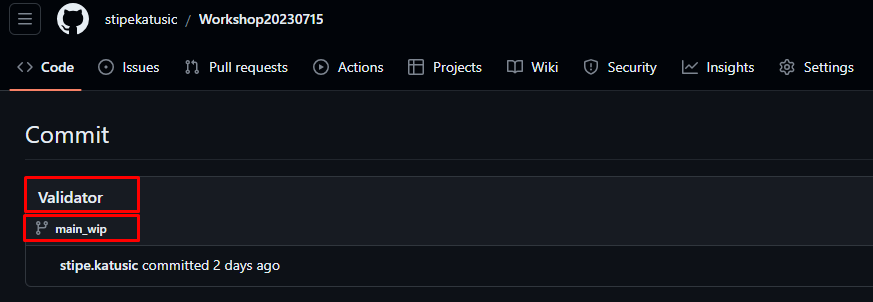 stipekatusic / Workshop20230715
Code Issues Pull requests Actions Projects Wiki Security Insights Settings
Commit
Validator
main_wip
stipe.katusic committed 2 days ago